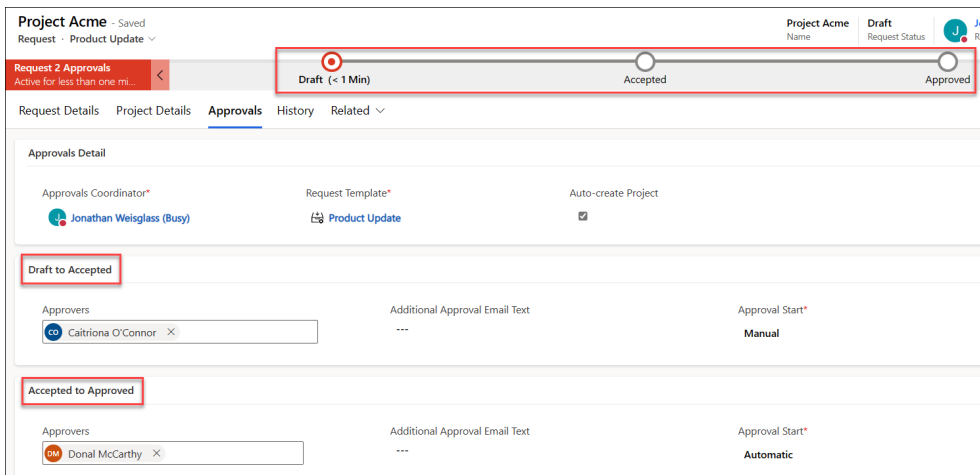 Project Acme - Saved
Request · Product Update
Project Acme
Name
Draft
Request Status
J
Request 2 Approvals
Active for less than one mi...
Draft (< 1 Min)
Accepted
Approved
Request Details Project Details Approvals History Related
Approvals Detail
Approvals Coordinator* Request Template* Auto-create Project
J Jonathan Weisglass (Busy) Product Update
Draft to Accepted
Approvers Additional Approval Email Text Approval Start*
CO Caitriona O'Connor --- Manual
Accepted to Approved
Approvers Additional Approval Email Text Approval Start*
DM Donal McCarthy --- Automatic